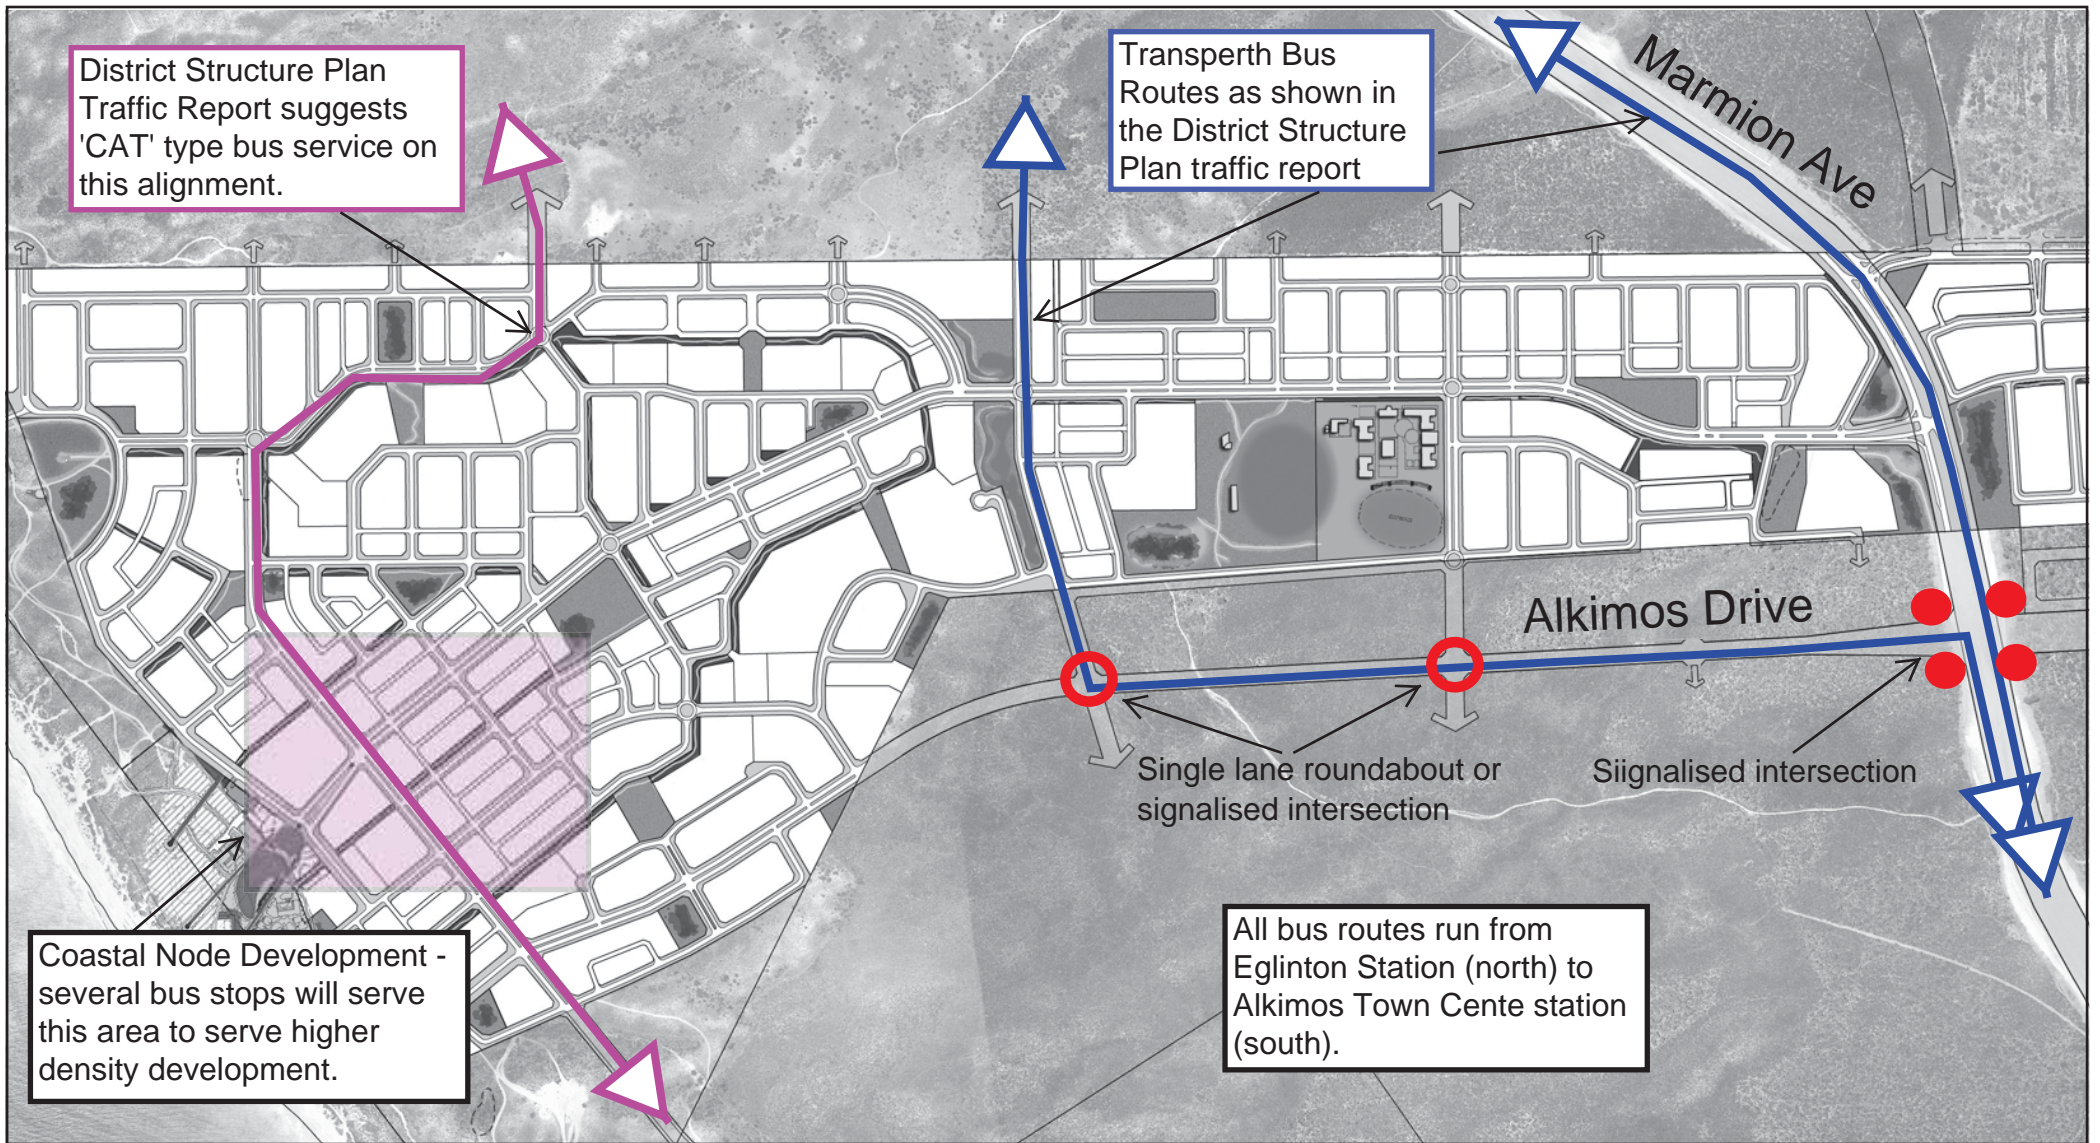 District Structure Plan
Traffic Report suggests
'CAT' type bus service on
this alignment.
Transperth Bus
Routes as shown in
the District Structure
Plan traffic report
Marmion Ave
Alkimos Drive
Single lane roundabout or
signalised intersection
Siignalised intersection
Coastal Node Development -
several bus stops will serve
this area to serve higher
density development.
All bus routes run from
Eglinton Station (north) to
Alkimos Town Cente station
(south).